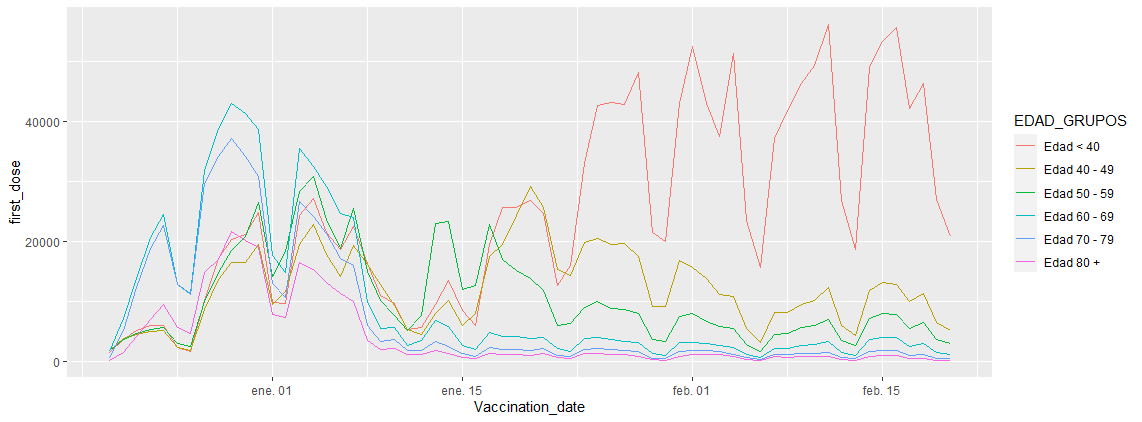 first_dose
40000
20000
0
ene. 01
ene. 15
feb. 01
feb. 15
Vaccination_date
EDAD_GRUPOS
Edad < 40
Edad 40 - 49
Edad 50 - 59
Edad 60 - 69
Edad 70 - 79
Edad 80 +